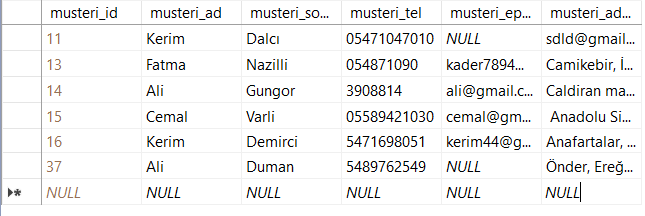 musteri_id musteri_ad musteri_so... musteri_tel musteri_ep... musteri_ad...
11 Kerim Dalcı 05471047010 NULL sdld@gmail...
13 Fatma Nazilli 054871090 kader7894... Camikebir, İ...
14 Ali Gungor 3908814 ali@gmail.c... Caldiran ma...
15 Cemal Varli 05589421030 cemal@gm... Anadolu Si...
16 Kerim Demirci 5471698051 kerim44@g... Anafartalar, ...
37 Ali Duman 5489762549 NULL Önder, Ereğ...
NULL NULL NULL NULL NULL NULL